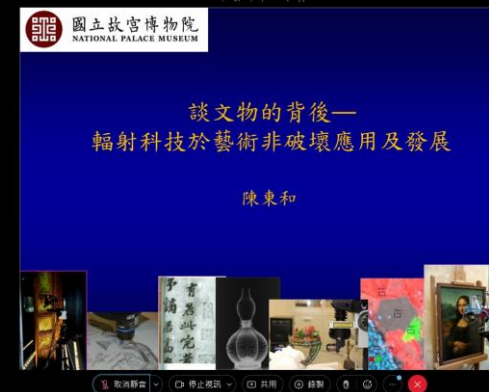 國立故宮博物院
NATIONAL PALACE MUSEUM
談文物的背後—
輻射科技於藝術非破壞應用及發展
陳東和
取消靜音
停止視訊
共用
錄製